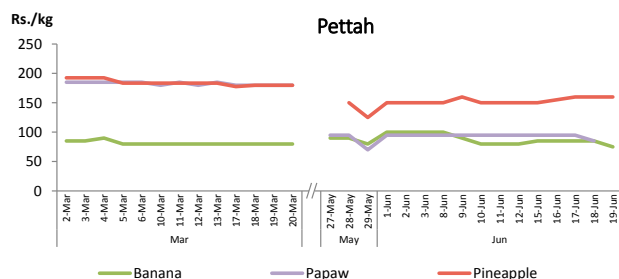 Rs./kg
Pettah
250
200
150
100
50
0
2-Mar 3-Mar 4-Mar 5-Mar 6-Mar 10-Mar 11-Mar 12-Mar 13-Mar 17-Mar 18-Mar 19-Mar 20-Mar // 27-May 28-May 29-May 1-Jun 2-Jun 3-Jun 8-Jun 9-Jun 10-Jun 11-Jun 12-Jun 15-Jun 16-Jun 17-Jun 18-Jun 19-Jun
Mar May Jun
Banana Papaw Pineapple